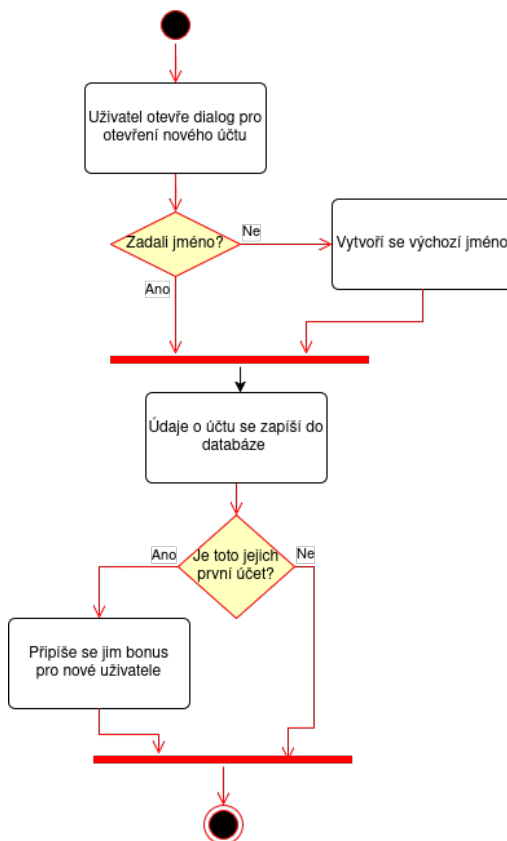 Uživatel otevře dialog pro
otevření nového účtu
Zadali jméno?
Ne
Vytvoří se výchozí jméno
Ano
Údaje o účtu se zapíší do
databáze
Ano
Je toto jejich
první účet?
Ne
Připíše se jim bonus
pro nové uživatele